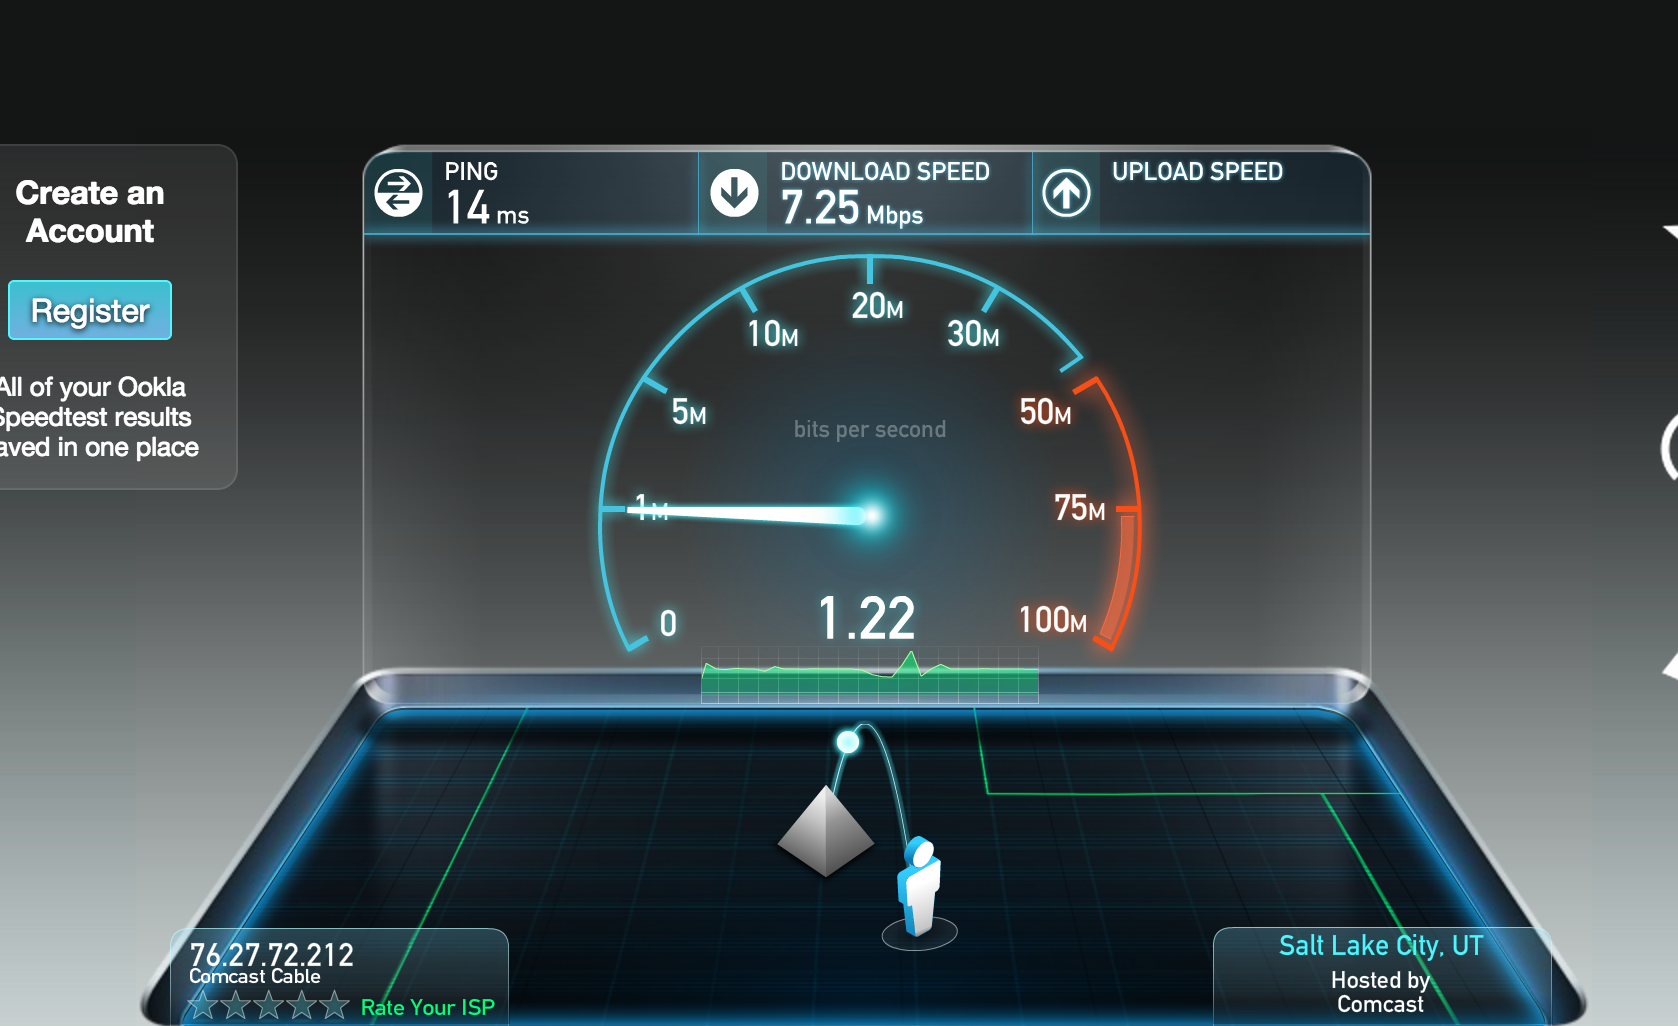 Create an
Account
Register
All of your Ookla
Speedtest results
aved in one place
PING
14 ms
DOWNLOAD SPEED
7.25 Mbps
UPLOAD SPEED
0
1M
5M
10M
20M
30M
50M
75M
100M
bits per second
1.22
76.27.72.212
Comcast Cable
Rate Your ISP
Salt Lake City, UT
Hosted by
Comcast